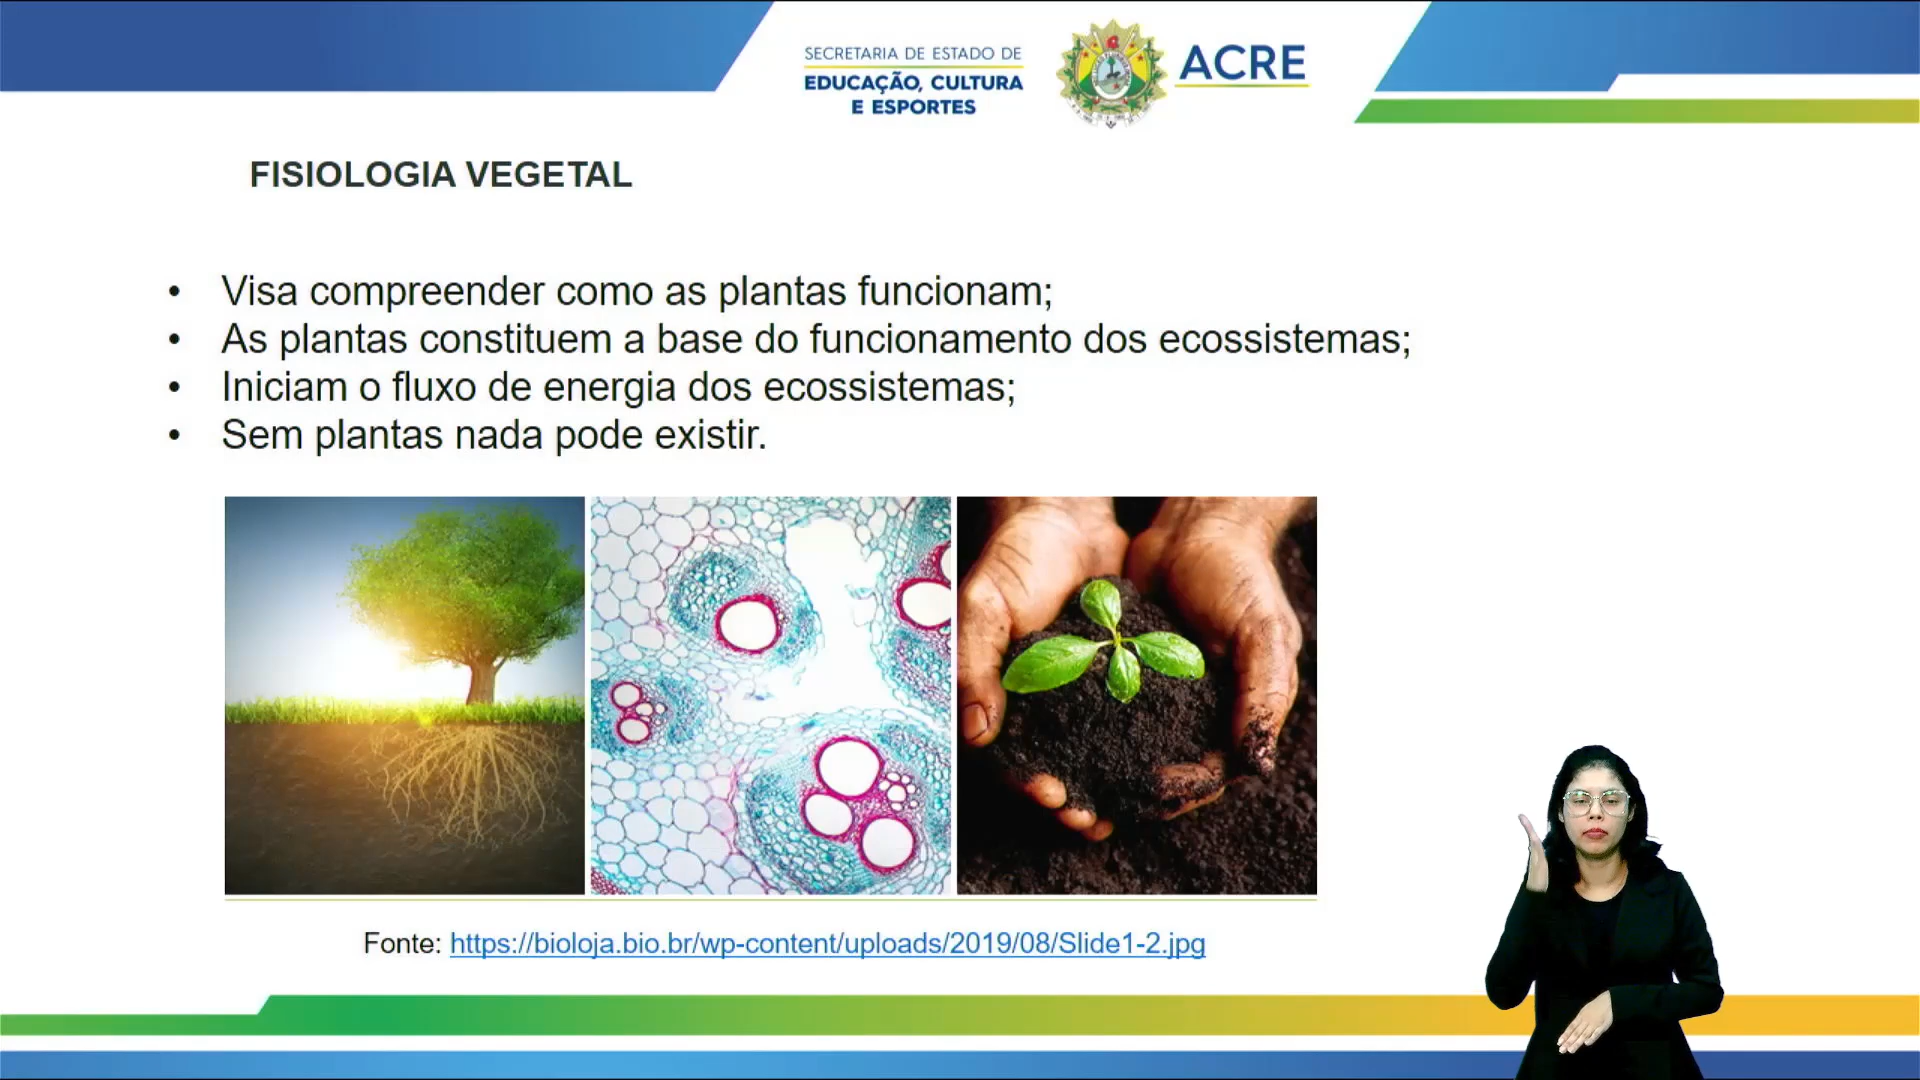 SECRETARIA DE ESTADO DE
EDUCAÇÃO, CULTURA
E ESPORTES
ACRE
FISIOLOGIA VEGETAL
• Visa compreender como as plantas funcionam;
• As plantas constituem a base do funcionamento dos ecossistemas;
• Iniciam o fluxo de energia dos ecossistemas;
• Sem plantas nada pode existir.
Fonte: https://bioloja.bio.br/wp-content/uploads/2019/08/Slide1-2.jpg